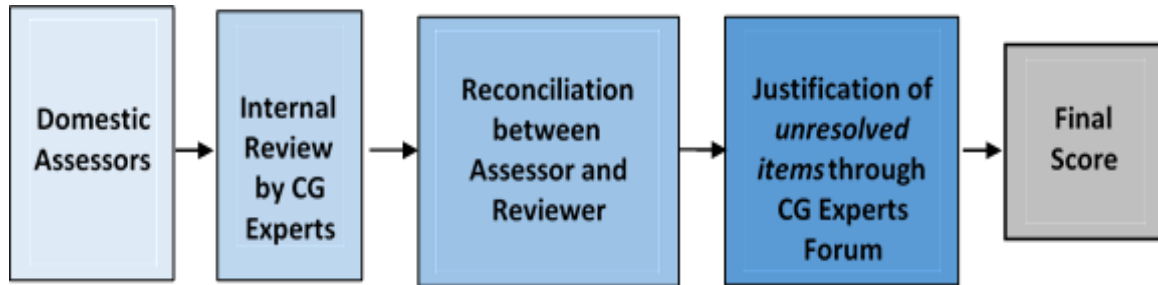 Domestic
Assessors
Internal
Review
by CG
Experts
Reconciliation
between
Assessor and
Reviewer
Justification of
unresolved
items through
CG Experts
Forum
Final
Score